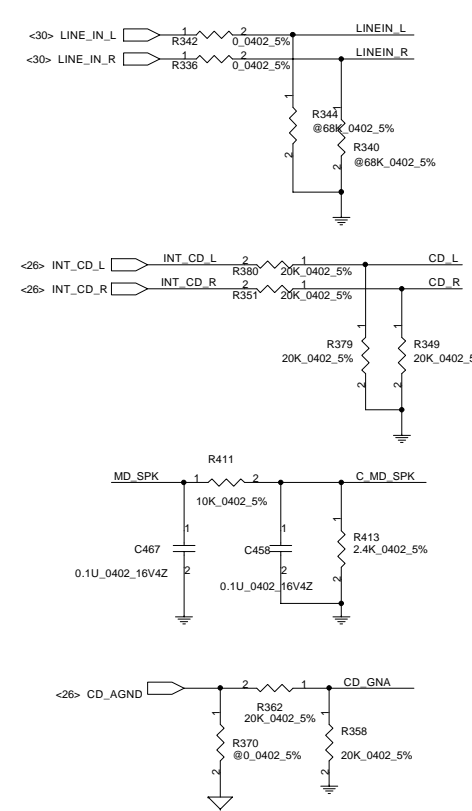 <30> LINE_IN_L 1 2 LINEIN_L
R342 0_0402_5%
<30> LINE_IN_R 1 2 LINEIN_R
R336 0_0402_5%
1 1
R344
@68K_0402_5%
2 R340
2 @68K_0402_5%
<26> INT_CD_L INT_CD_L 2 1 CD_L
R380 20K_0402_5%
<26> INT_CD_R INT_CD_R 2 1 CD_R
R351 20K_0402_5%
1 1
R379 R349
20K_0402_5% 20K_0402_5
2 2
R411
MD_SPK 1 2 C_MD_SPK
10K_0402_5%
1 1 1
R413
C467 C458 2.4K_0402_5%
2 2 2
0.1U_0402_16V4Z 0.1U_0402_16V4Z
<26> CD_AGND 2 1 CD_GNA
R362
20K_0402_5%
1 1
R370 R358
@0_0402_5% 20K_0402_5%
2 2